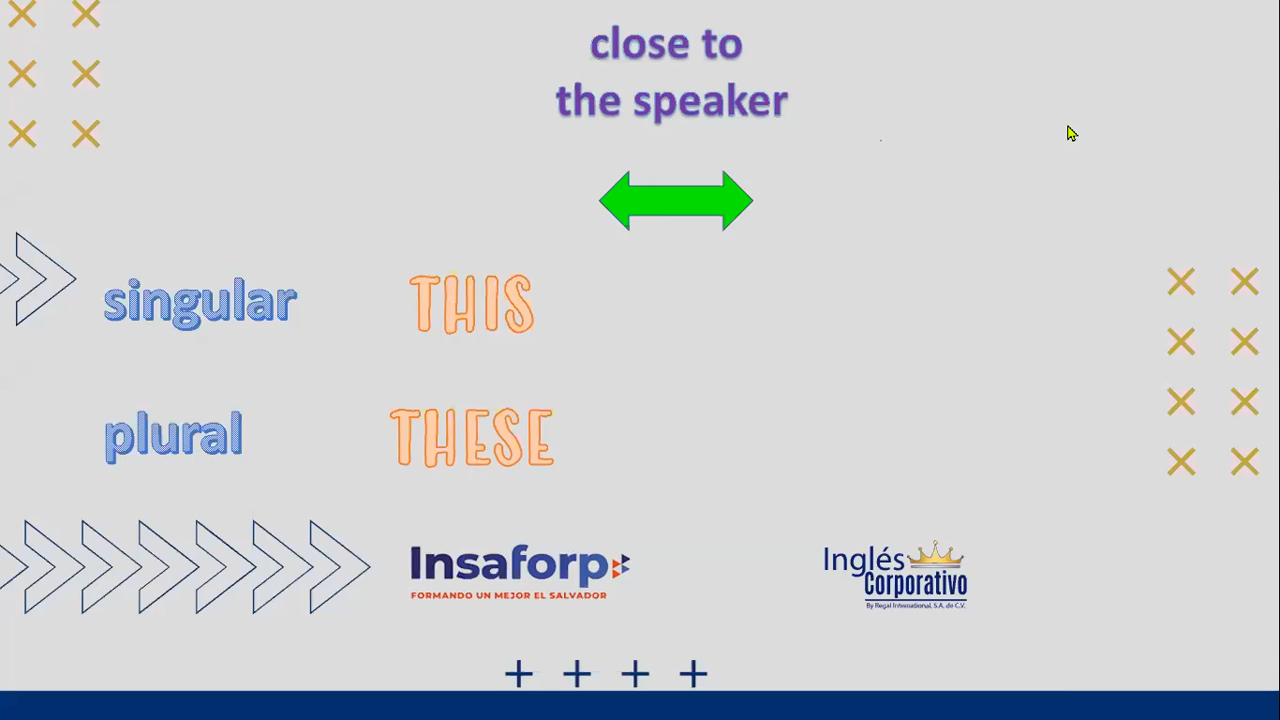 close to
the speaker
singular THIS
plural THESE
Insaforp
FORMANDO UN MEJOR EL SALVADOR
Inglés
Corporativo
By Regal International, S.A. de C.V.